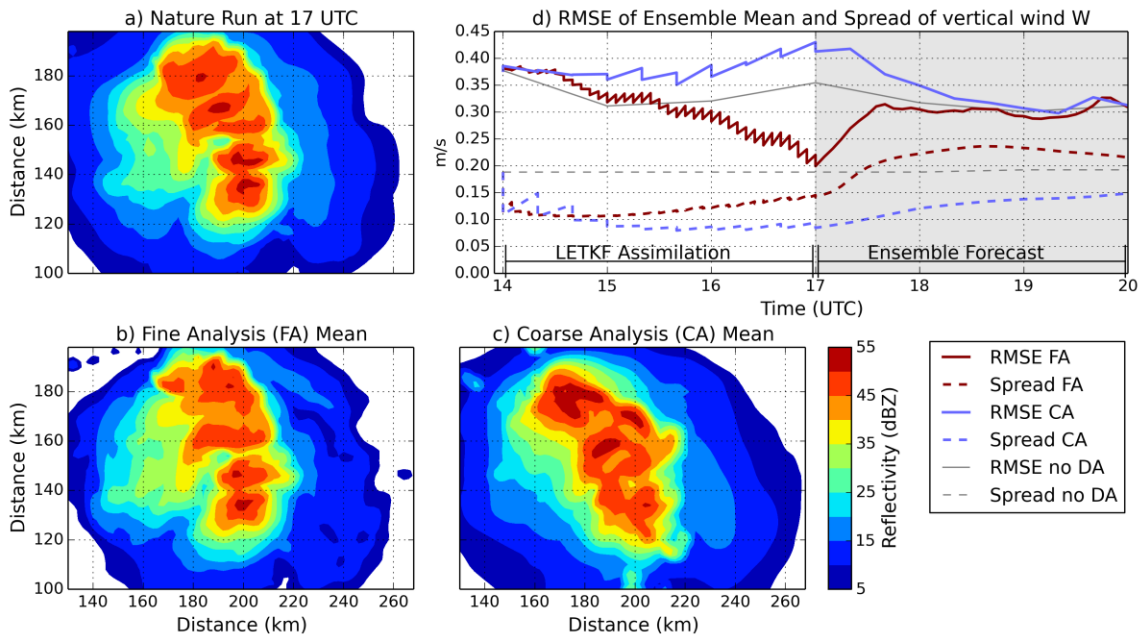 a) Nature Run at 17 UTC
Distance (km)
180
160
140
120
100
d) RMSE of Ensemble Mean and Spread of vertical wind W
m/s
0.45
0.40
0.35
0.30
0.25
0.20
0.15
0.10
0.05
0.00
LETKF Assimilation
Ensemble Forecast
14 15 16 17 18 19 20
Time (UTC)
b) Fine Analysis (FA) Mean
Distance (km)
180
160
140
120
100
140 160 180 200 220 240 260
Distance (km)
c) Coarse Analysis (CA) Mean
140 160 180 200 220 240 260
Distance (km)
55
45
35
25
15
5
Reflectivity (dBZ)
RMSE FA
Spread FA
RMSE CA
Spread CA
RMSE no DA
Spread no DA